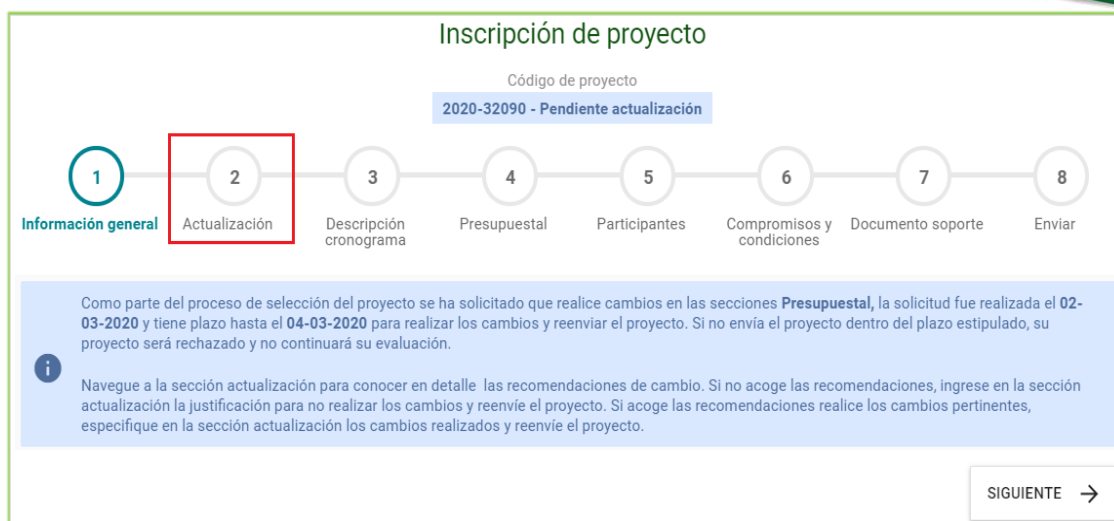 Inscripción de proyecto
Código de proyecto
2020-32090 - Pendiente actualización
1
2
3
4
5
6
7
8
Información general
Actualización
Descripción
cronograma
Presupuestal
Participantes
Compromisos y
condiciones
Documento soporte
Enviar
Como parte del proceso de selección del proyecto se ha solicitado que realice cambios en las secciones Presupuestal, la solicitud fue realizada el 02-
03-2020 y tiene plazo hasta el 04-03-2020 para realizar los cambios y reenviar el proyecto. Si no envía el proyecto dentro del plazo estipulado, su
proyecto será rechazado y no continuará su evaluación.
Navegue a la sección actualización para conocer en detalle las recomendaciones de cambio. Si no acoge las recomendaciones, ingrese en la sección
actualización la justificación para no realizar los cambios y reenvíe el proyecto. Si acoge las recomendaciones realice los cambios pertinentes,
especifique en la sección actualización los cambios realizados y reenvíe el proyecto.
SIGUIENTE